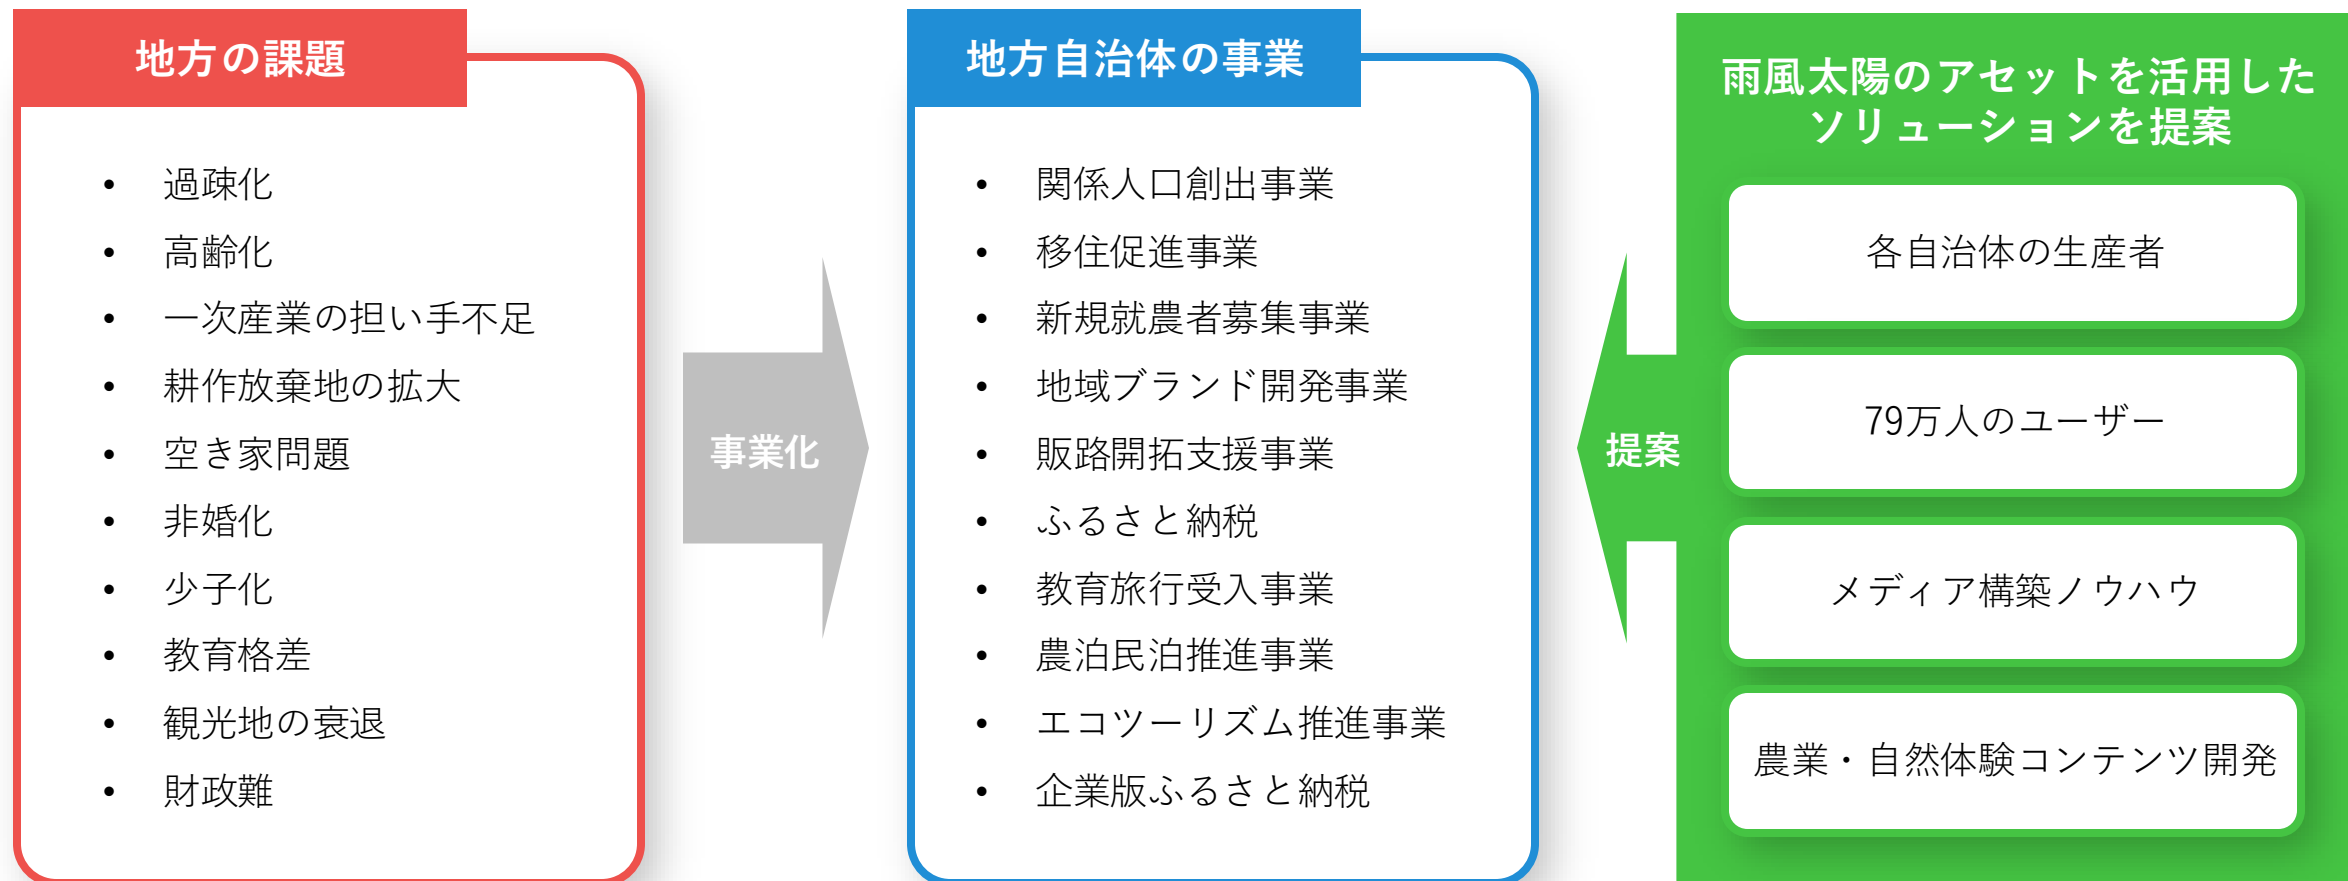 地方の課題
• 過疎化
• 高齢化
• 一次産業の担い手不足
• 耕作放棄地の拡大
• 空き家問題
• 非婚化
• 少子化
• 教育格差
• 観光地の衰退
• 財政難
事業化
地方自治体の事業
• 関係人口創出事業
• 移住促進事業
• 新規就農者募集事業
• 地域ブランド開発事業
• 販路開拓支援事業
• ふるさと納税
• 教育旅行受入事業
• 農泊民泊推進事業
• エコツーリズム推進事業
• 企業版ふるさと納税
提案
雨風太陽のアセットを活用した
ソリューションを提案
各自治体の生産者
79万人のユーザー
メディア構築ノウハウ
農業・自然体験コンテンツ開発